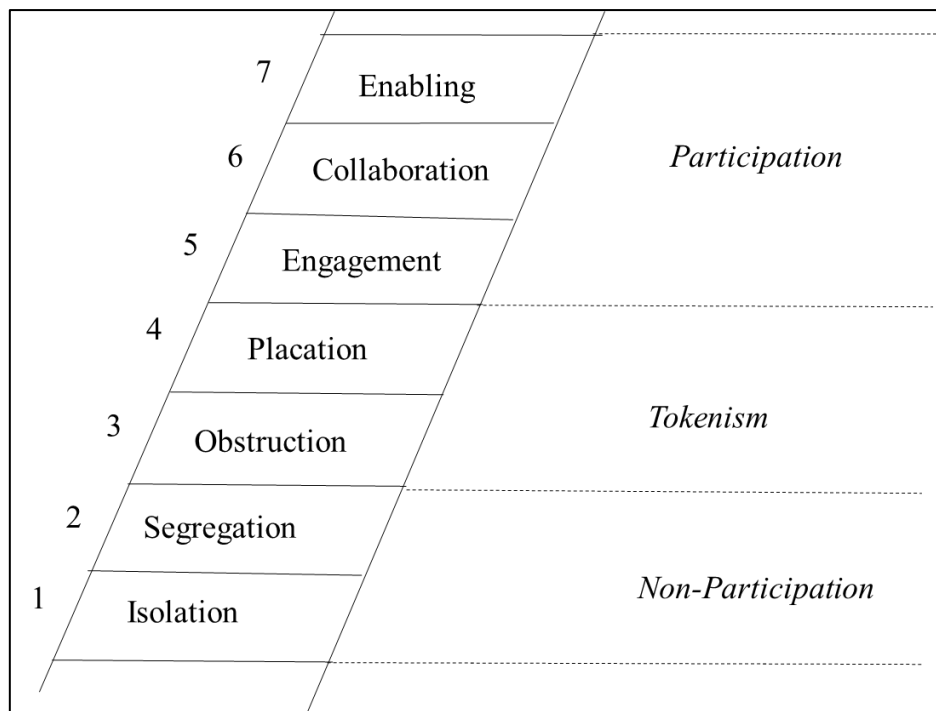 7
Enabling
6
Collaboration
Participation
5
Engagement
4
Placation
3
Obstruction
Tokenism
2
Segregation
1
Isolation
Non-Participation